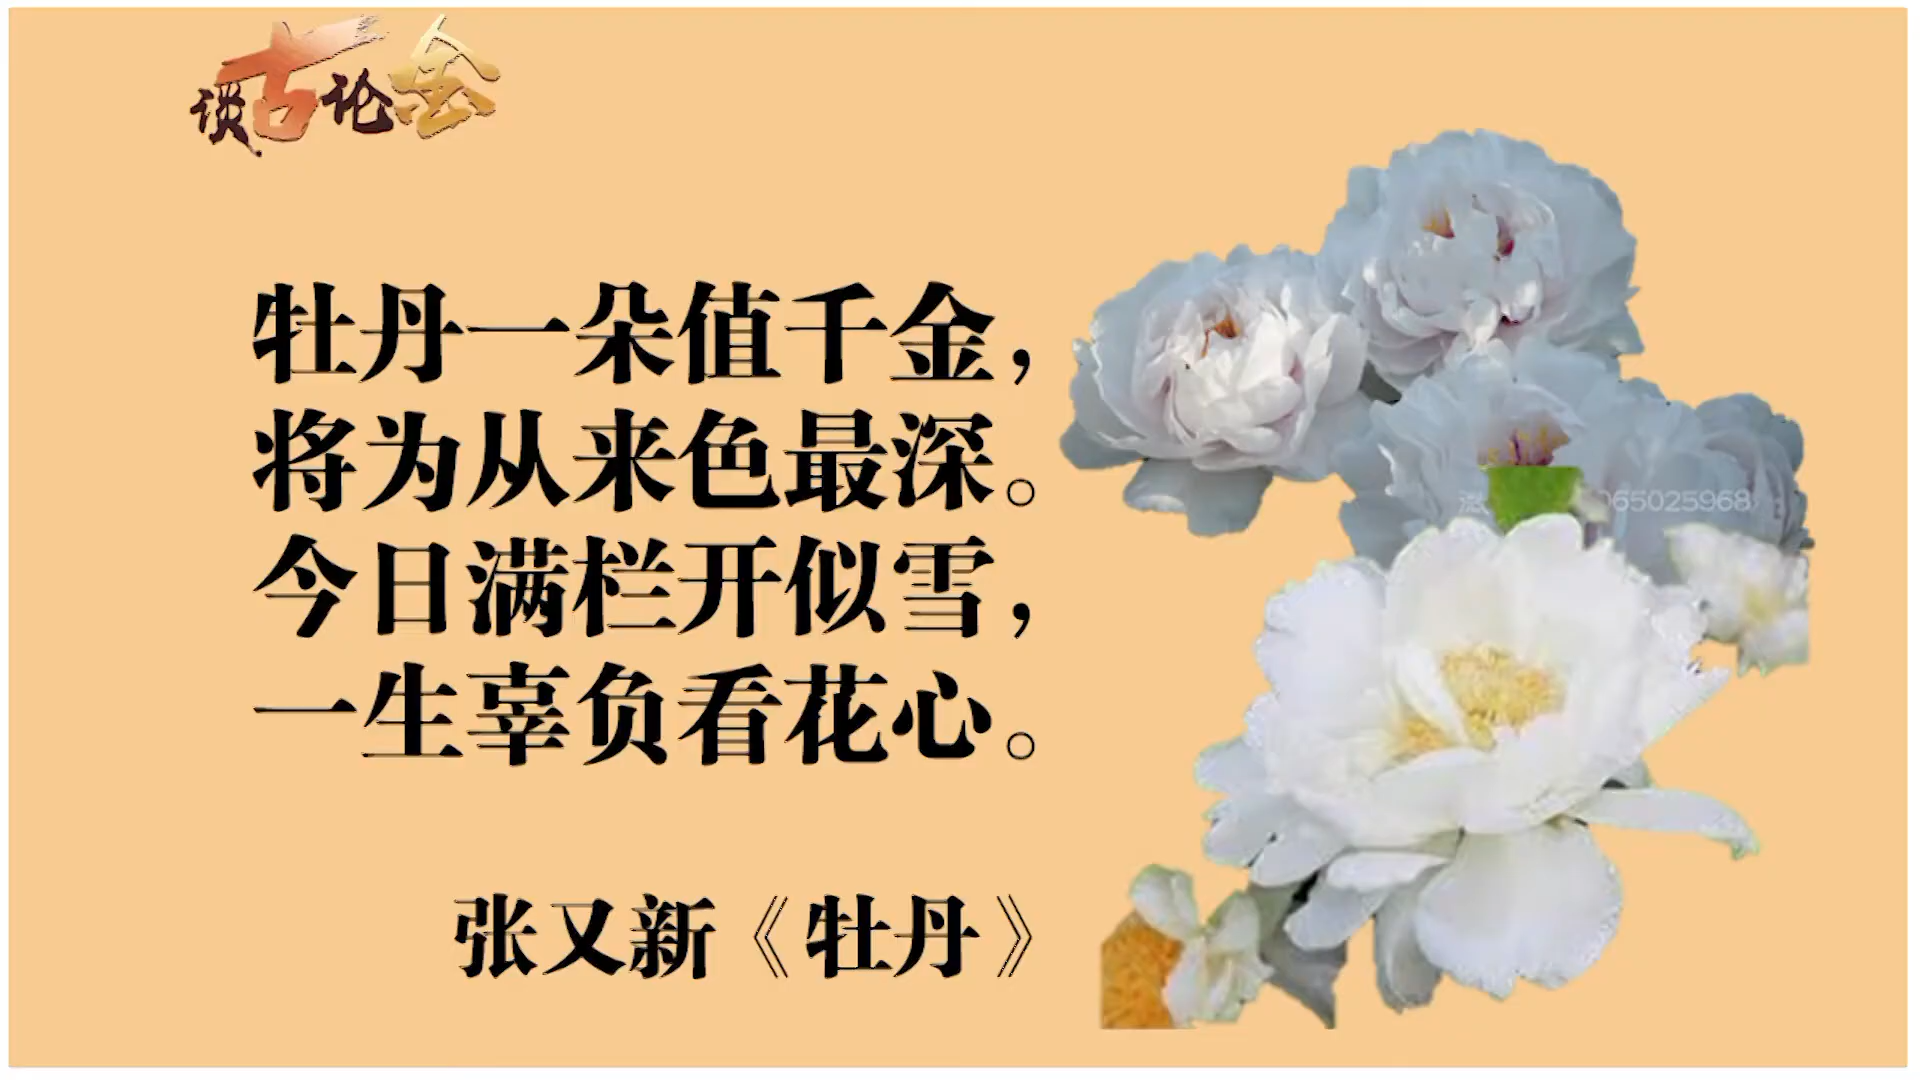 谈古论金
牡丹一朵值千金，
将为从来色最深。
今日满栏开似雪，
一生辜负看花心。
065025968
张又新《牡丹》